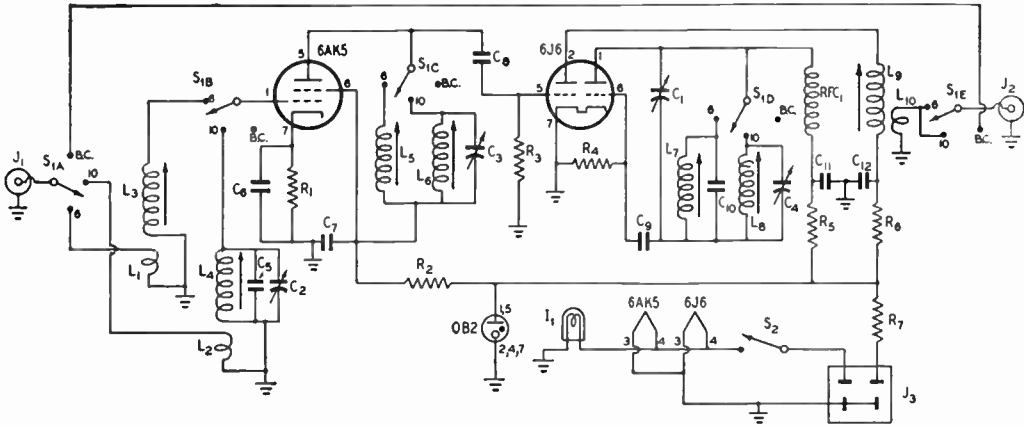 6AK5
6J6
J1
S1A
B.C.
10
6
L3
L1
L2
S1B
6
10
B.C.
L4
C5
C2
5
6
1
7
C6
R1
C7
R2
S1C
6
B.C.
10
L5
L6
C3
C8
R3
2
1
5
6
7
R4
C9
C1
S1D
6
B.C.
10
L7
C10
L8
C4
RFC1
C11
C12
R5
R6
L9
L10
6
10
S1E
B.C.
J2
OB2
1,5
2,4,7
I1
6AK5
6J6
3
4
3
4
S2
R7
J3